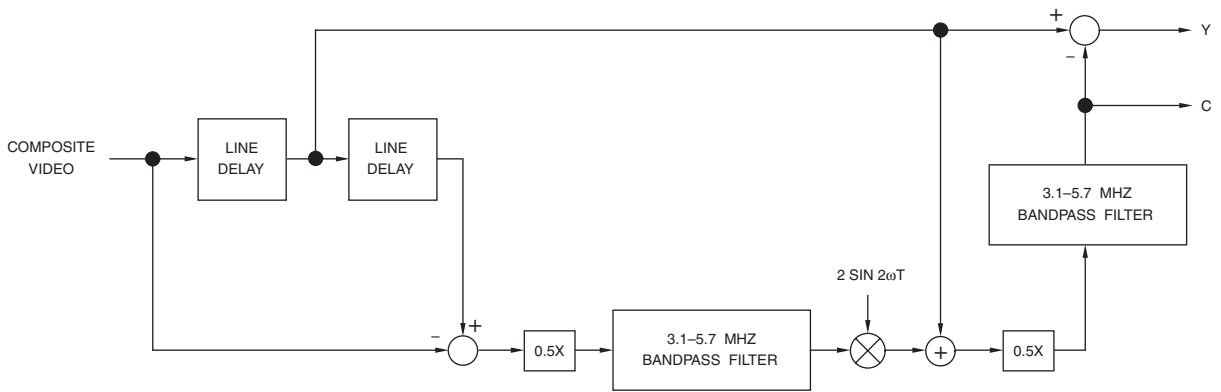 +
Y
–
C
COMPOSITE
VIDEO
LINE
DELAY
LINE
DELAY
3.1–5.7 MHZ
BANDPASS FILTER
2 SIN 2ωT
–
+
0.5X
3.1–5.7 MHZ
BANDPASS FILTER
+
0.5X